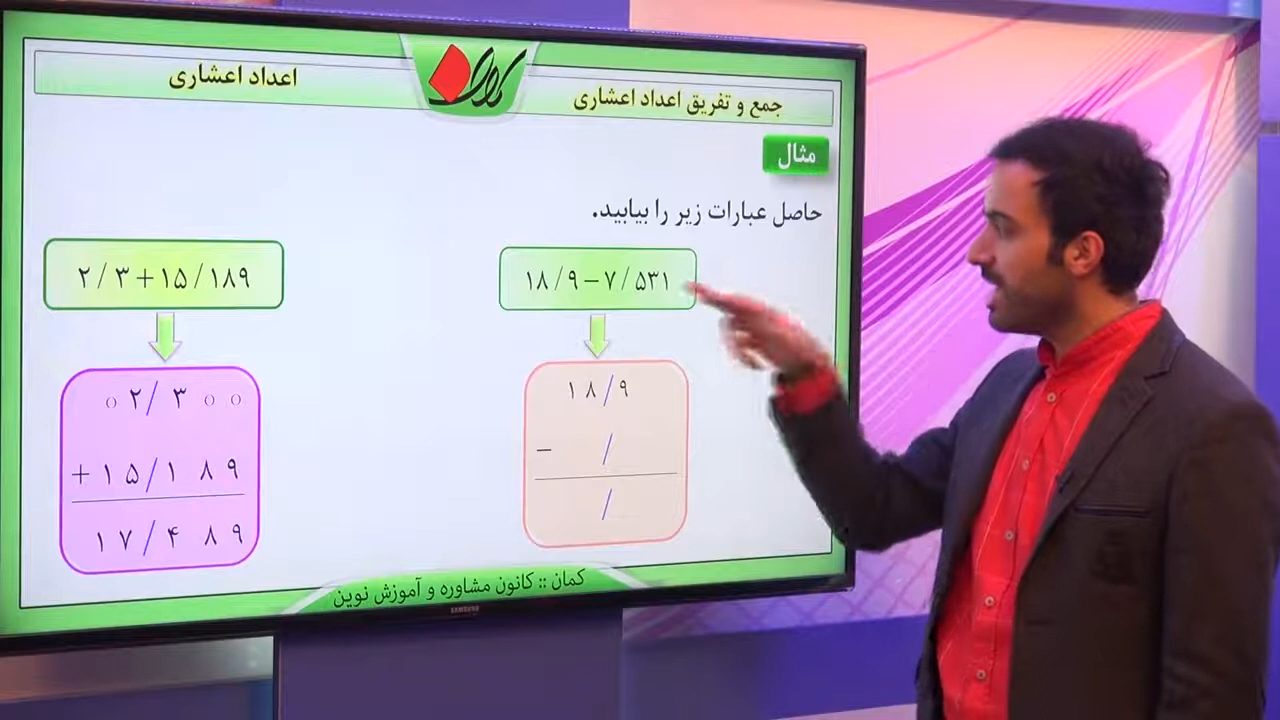 جمع و تفریق اعداد اعشاری
اعداد اعشاری
مثال
حاصل عبارات زیر را بیابید.
۱۸/۹−۷/۵۳۱
۱۸/۹
− /
/
۲/۳+۱۵/۱۸۹
۰۲/۳۰۰
+۱۵/۱۸۹
۱۷/۴۸۹
کمان :: کانون مشاوره و آموزش نوین
SAMSUNG